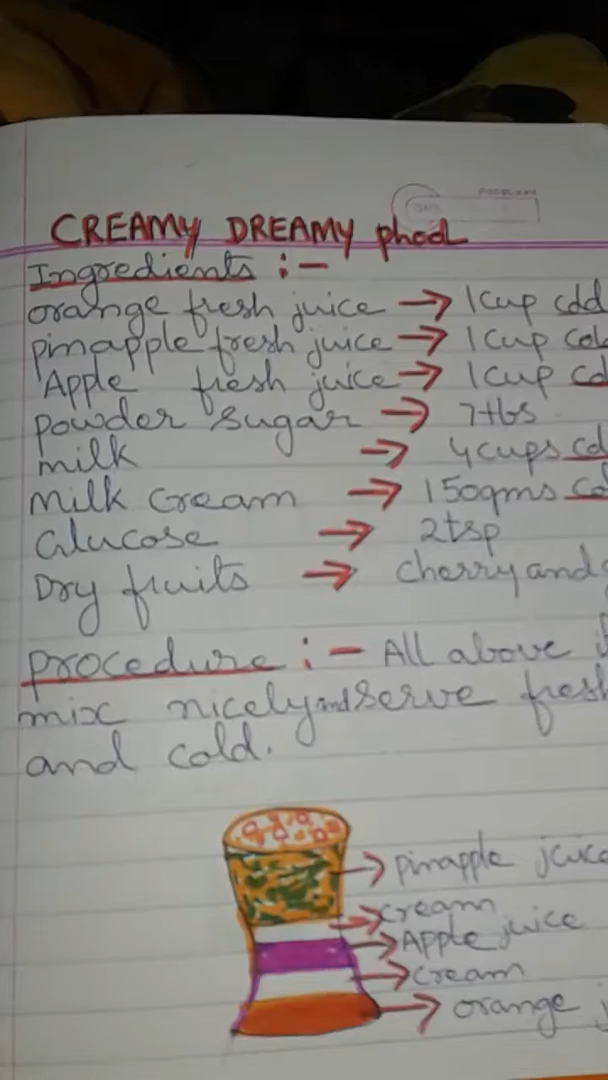 CREAMY DREAMY phod
Ingredients :-
orange fresh juice → 1cup cdd
pinapple fresh juice → 1cup
Apple fresh juice → 1cup
powder sugar → 7tbs
milk → 4cups
Milk cream → 150gms
Glucose → 2tsp
Dry fruits → cherry and
procedure :- All above
mix nicely and serve fresh
and cold.
pinapple juice
cream
Apple juice
cream
orange